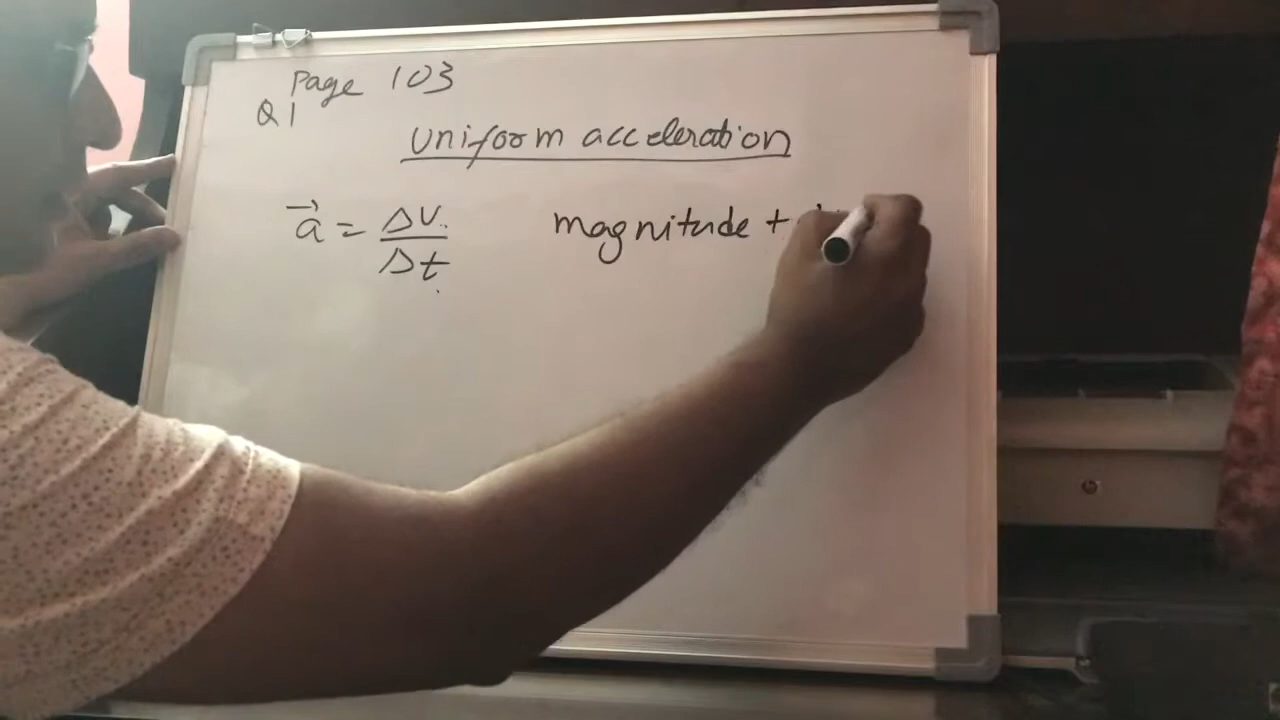 Page 103
Q1
uniform acceleration
→a = ΔV/Δt
magnitude +